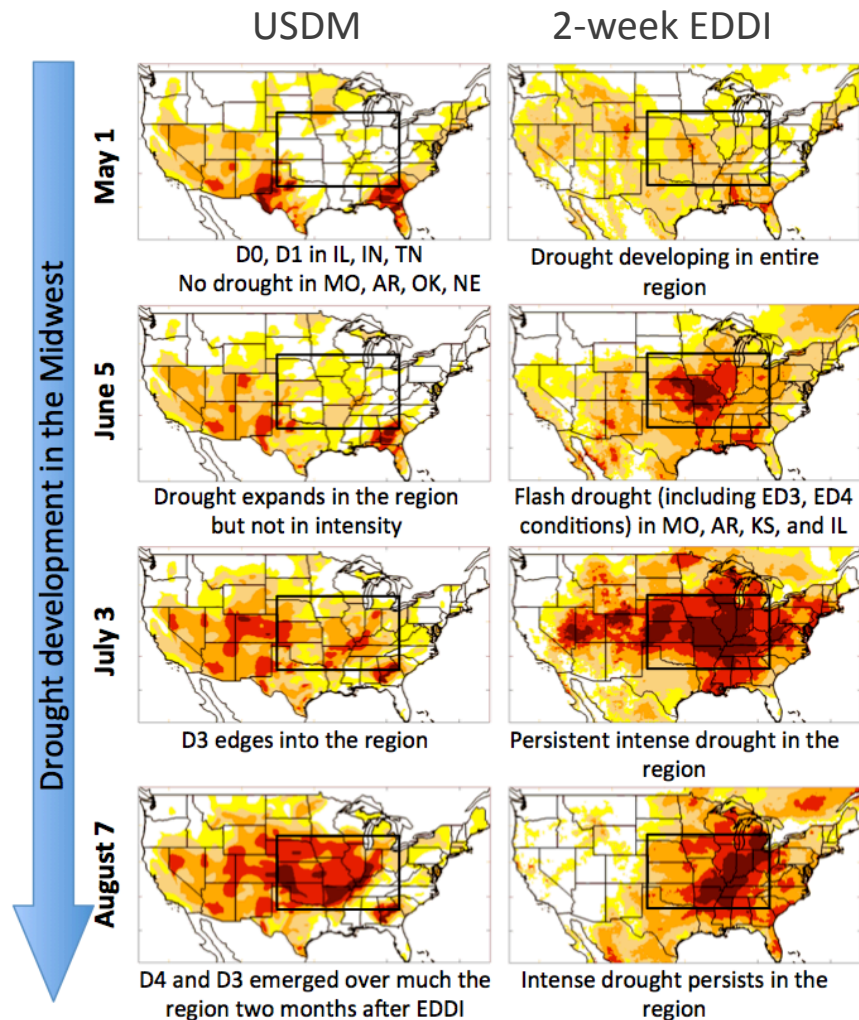 USDM
2-week EDDI
Drought development in the Midwest
May 1
D0, D1 in IL, IN, TN
No drought in MO, AR, OK, NE
Drought developing in entire
region
June 5
Drought expands in the region
but not in intensity
Flash drought (including ED3, ED4
conditions) in MO, AR, KS, and IL
July 3
D3 edges into the region
Persistent intense drought in the
region
August 7
D4 and D3 emerged over much the
region two months after EDDI
Intense drought persists in the
region